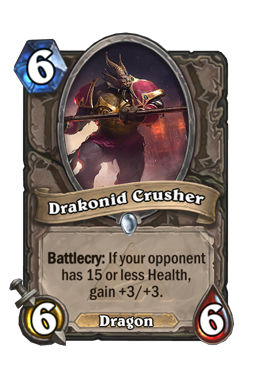 6
Drakonid Crusher
Battlecry: If your opponent
has 15 or less Health,
gain +3/+3.
6
Dragon
6